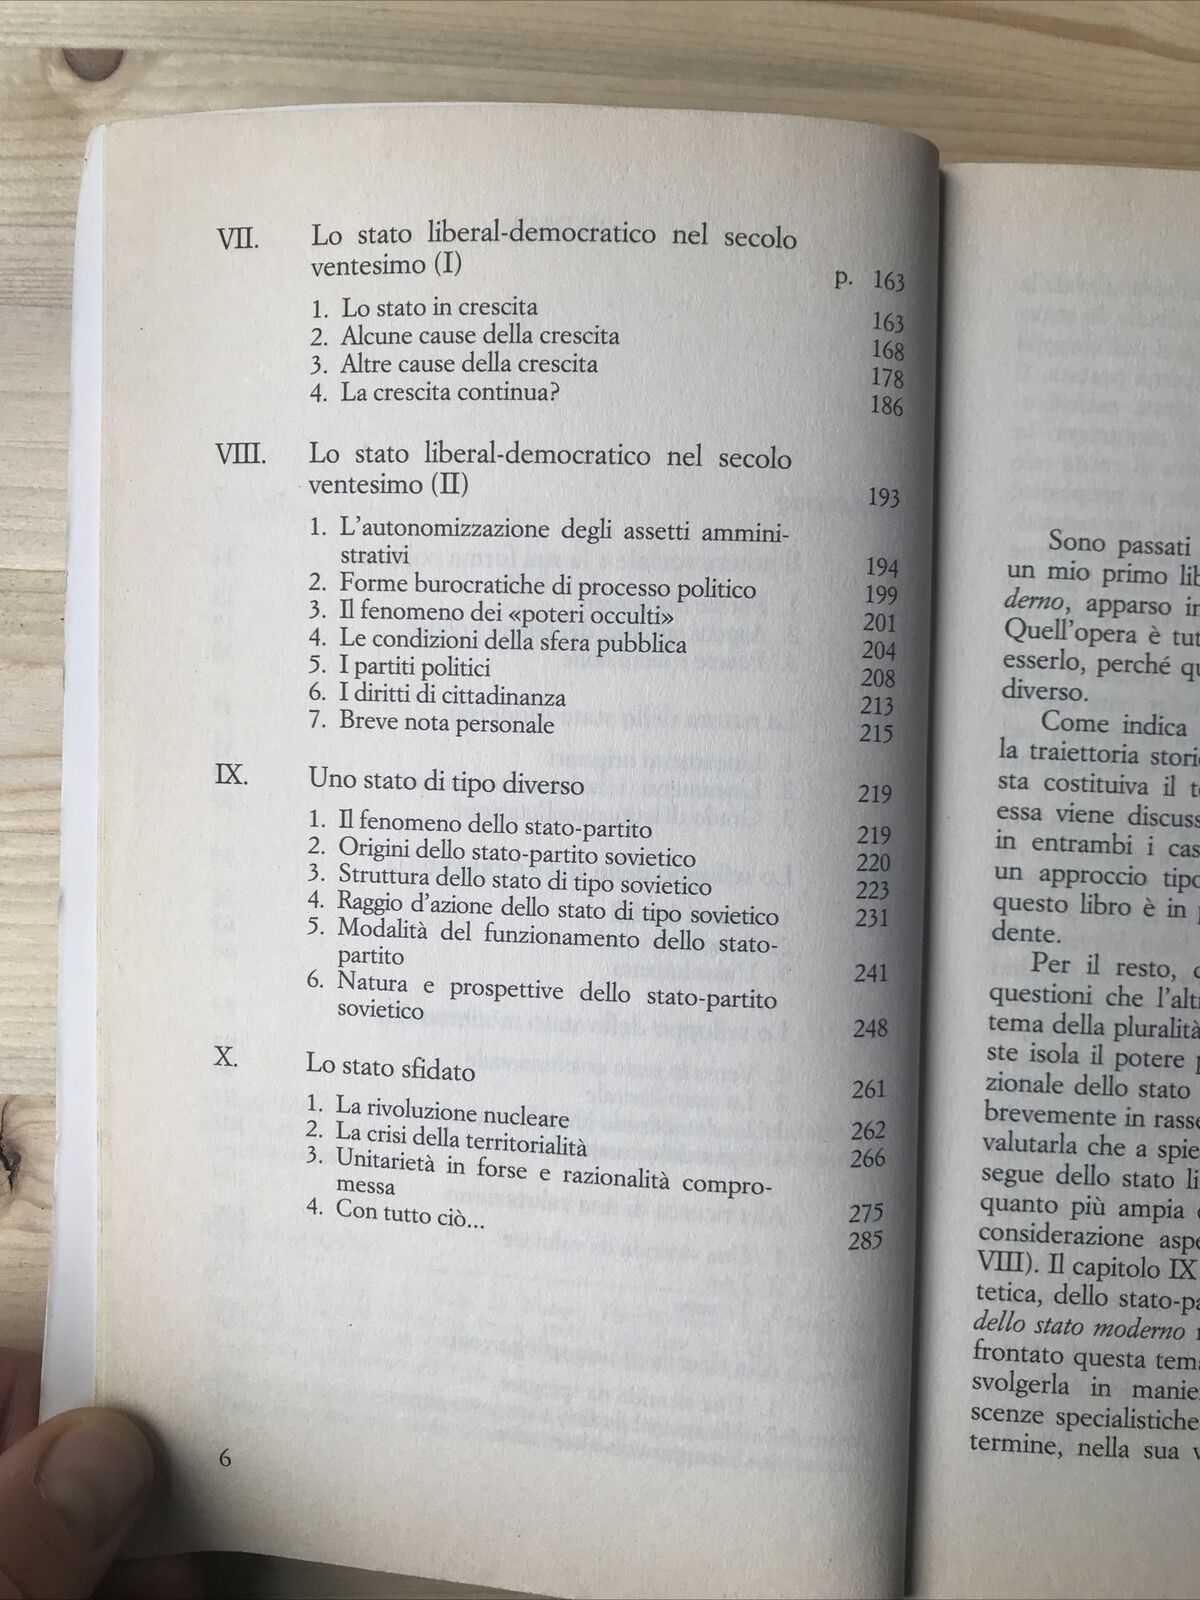 VII. Lo stato liberal-democratico nel secolo
ventesimo (I) p. 163
1. Lo stato in crescita 163
2. Alcune cause della crescita 168
3. Altre cause della crescita 178
4. La crescita continua? 186
VIII. Lo stato liberal-democratico nel secolo
ventesimo (II) 193
1. L'autonomizzazione degli assetti ammini-
strativi 194
2. Forme burocratiche di processo politico 199
3. Il fenomeno dei «poteri occulti» 201
4. Le condizioni della sfera pubblica 204
5. I partiti politici 208
6. I diritti di cittadinanza 213
7. Breve nota personale 215
IX. Uno stato di tipo diverso 219
1. Il fenomeno dello stato-partito 219
2. Origini dello stato-partito sovietico 220
3. Struttura dello stato di tipo sovietico 223
4. Raggio d'azione dello stato di tipo sovietico 231
5. Modalità del funzionamento dello stato-
partito 241
6. Natura e prospettive dello stato-partito
sovietico 248
X. Lo stato sfidato 261
1. La rivoluzione nucleare 262
2. La crisi della territorialità 266
3. Unitarietà in forse e razionalità compro-
messa 275
4. Con tutto ciò... 285
6
Sono passati
un mio primo lib
derno, apparso in
Quell'opera è tut
esserlo, perché qu
diverso.
Come indica
la traiettoria stori
sta costituiva il t
essa viene discuss
in entrambi i cas
un approccio tipo
questo libro è in
dente.
Per il resto,
questioni che l'alt
tema della pluralità
ste isola il potere
zionale dello stato
brevemente in rasse
valutarla che a spie
segue dello stato li
quanto più ampia
considerazione aspe
VIII). Il capitolo IX
tetica, dello stato-pa
dello stato moderno
frontato questa tem
svolgerla in manie
scenze specialistiche
termine, nella sua v